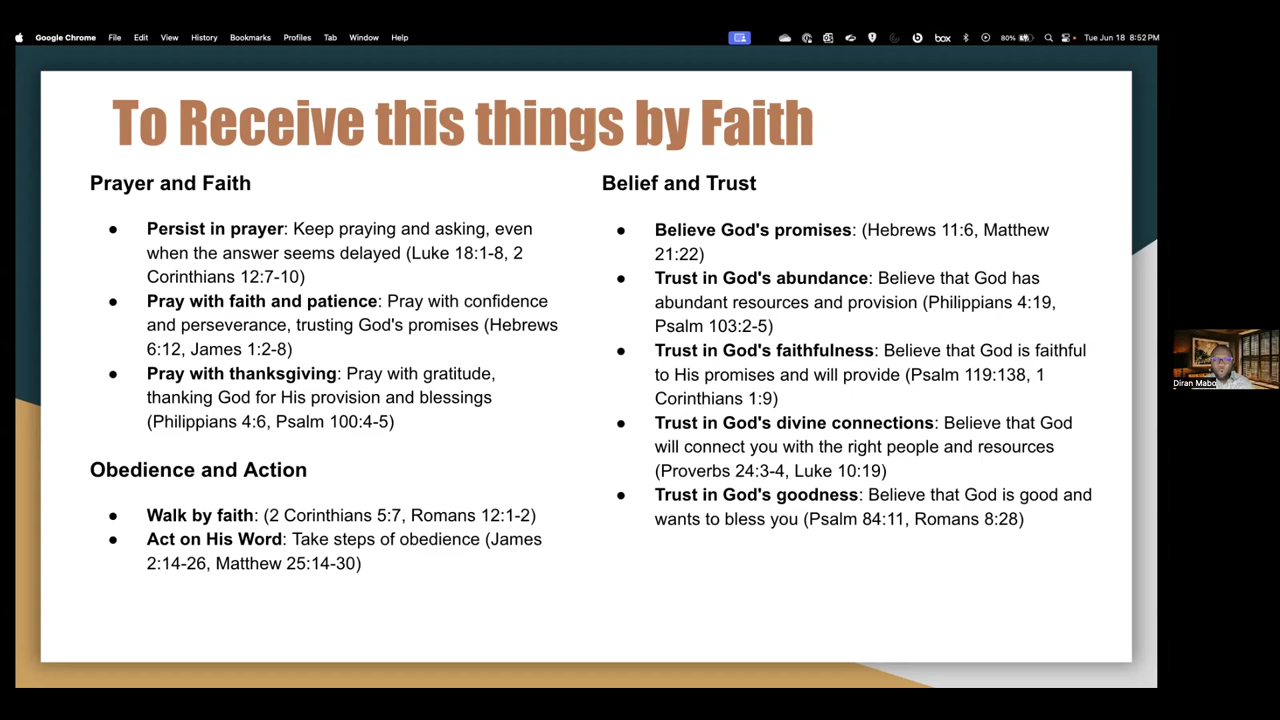 Google Chrome File Edit View History Bookmarks Profiles Tab Window Help
box 80% Tue Jun 18 8:52 PM
To Receive this things by Faith
Prayer and Faith
● Persist in prayer: Keep praying and asking, even
when the answer seems delayed (Luke 18:1-8, 2
Corinthians 12:7-10)
● Pray with faith and patience: Pray with confidence
and perseverance, trusting God's promises (Hebrews
6:12, James 1:2-8)
● Pray with thanksgiving: Pray with gratitude,
thanking God for His provision and blessings
(Philippians 4:6, Psalm 100:4-5)
Obedience and Action
● Walk by faith: (2 Corinthians 5:7, Romans 12:1-2)
● Act on His Word: Take steps of obedience (James
2:14-26, Matthew 25:14-30)
Belief and Trust
● Believe God's promises: (Hebrews 11:6, Matthew
21:22)
● Trust in God's abundance: Believe that God has
abundant resources and provision (Philippians 4:19,
Psalm 103:2-5)
● Trust in God's faithfulness: Believe that God is faithful
to His promises and will provide (Psalm 119:138, 1
Corinthians 1:9)
● Trust in God's divine connections: Believe that God
will connect you with the right people and resources
(Proverbs 24:3-4, Luke 10:19)
● Trust in God's goodness: Believe that God is good and
wants to bless you (Psalm 84:11, Romans 8:28)
Diran Mabo